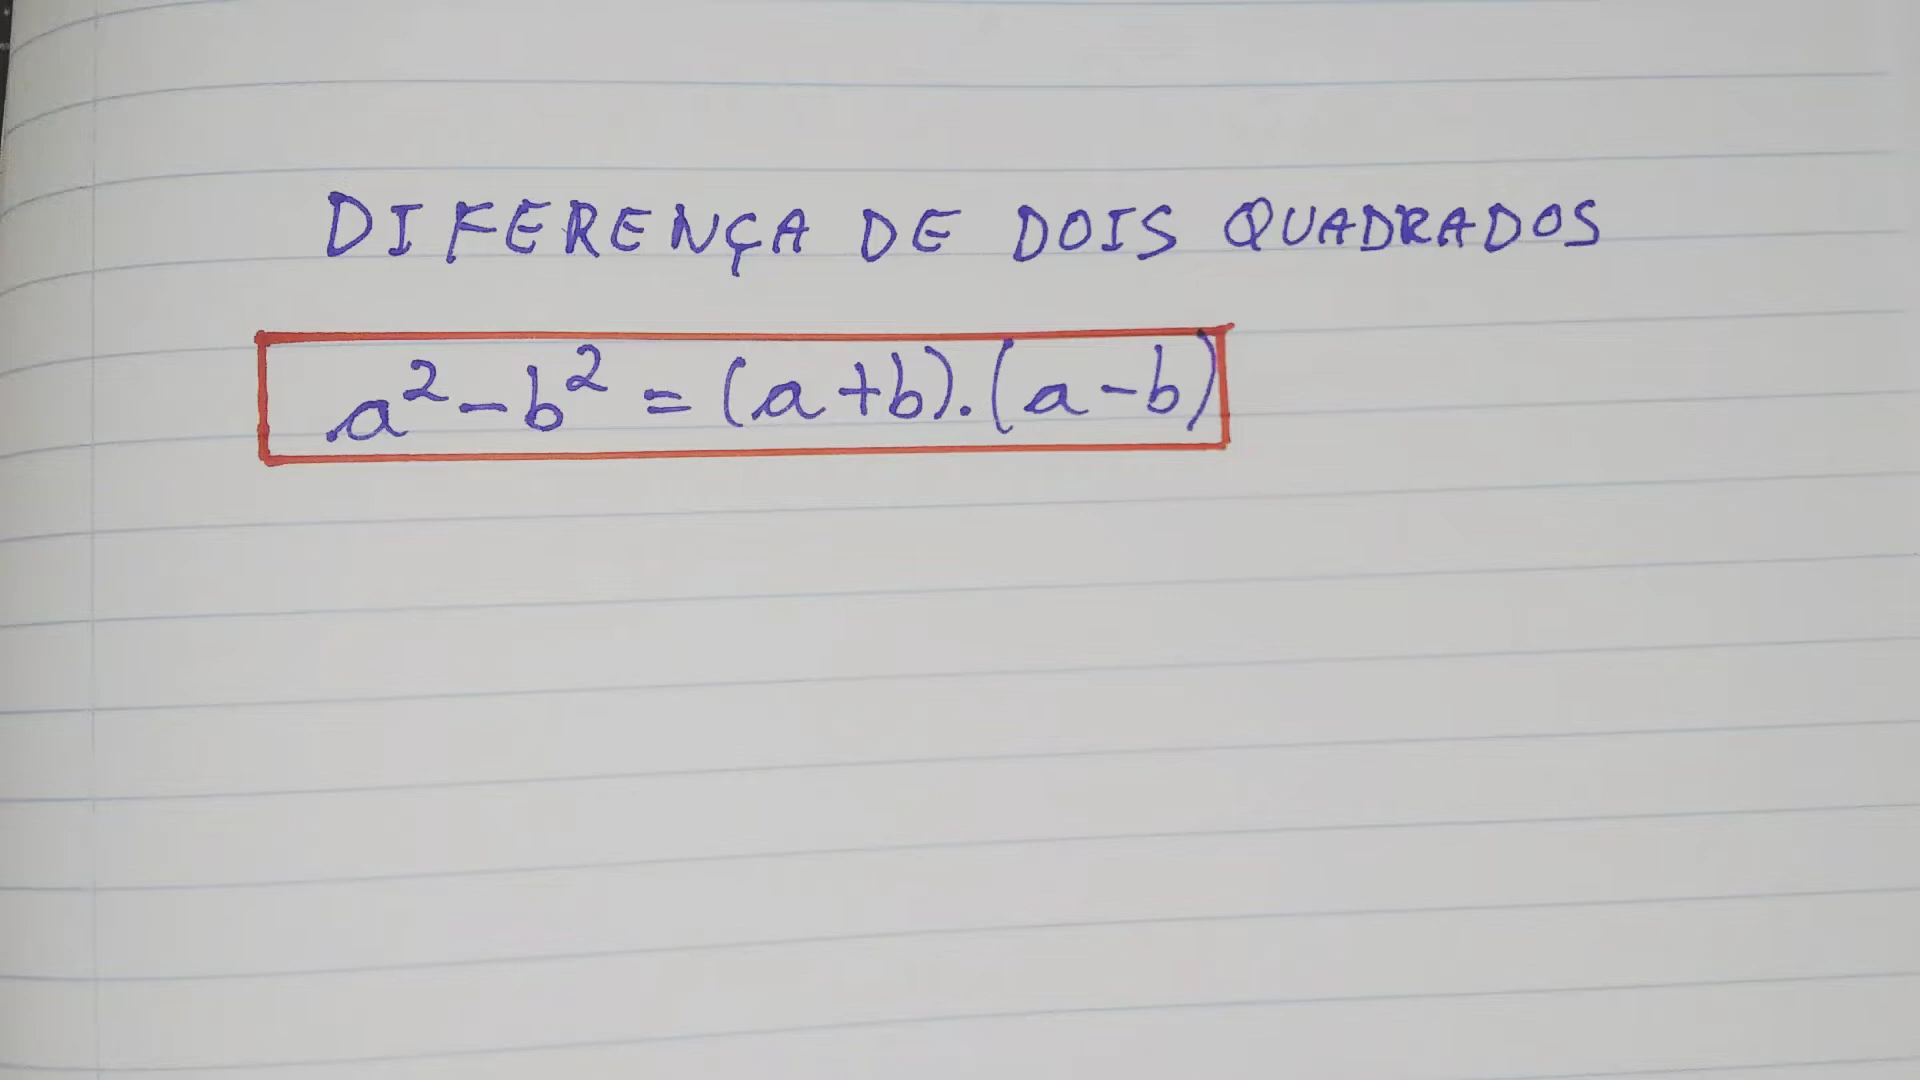 DIFERENÇA DE DOIS QUADRADOS
a² - b² = (a + b) . (a - b)